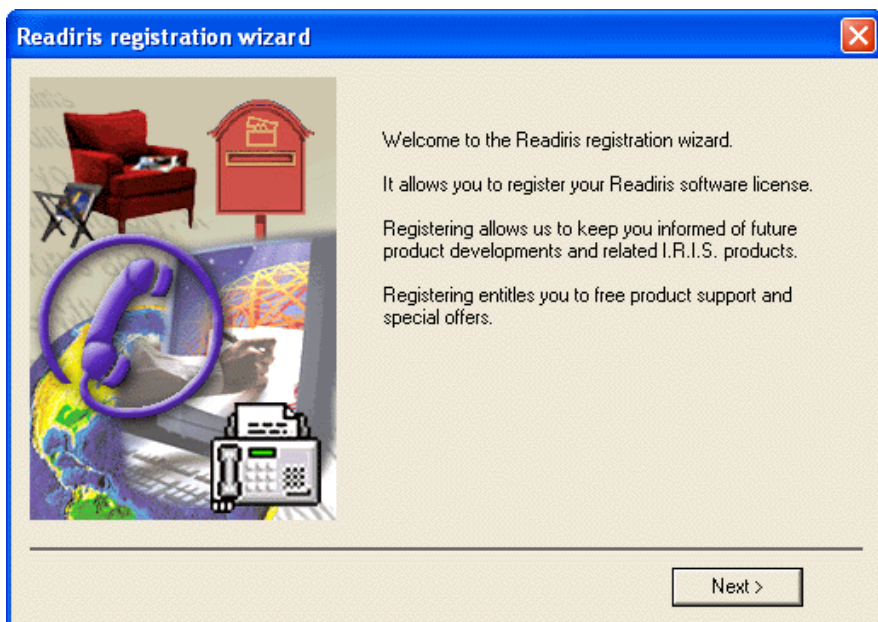 Readiris registration wizard
Welcome to the Readiris registration wizard.
It allows you to register your Readiris software license.
Registering allows us to keep you informed of future
product developments and related I.R.I.S. products.
Registering entitles you to free product support and
special offers.
Next >